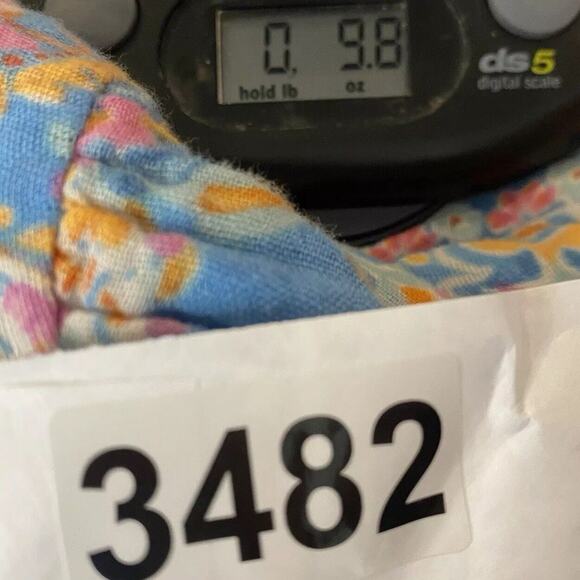 0, 9.8
hold lb oz
ds5
digital scale
3482